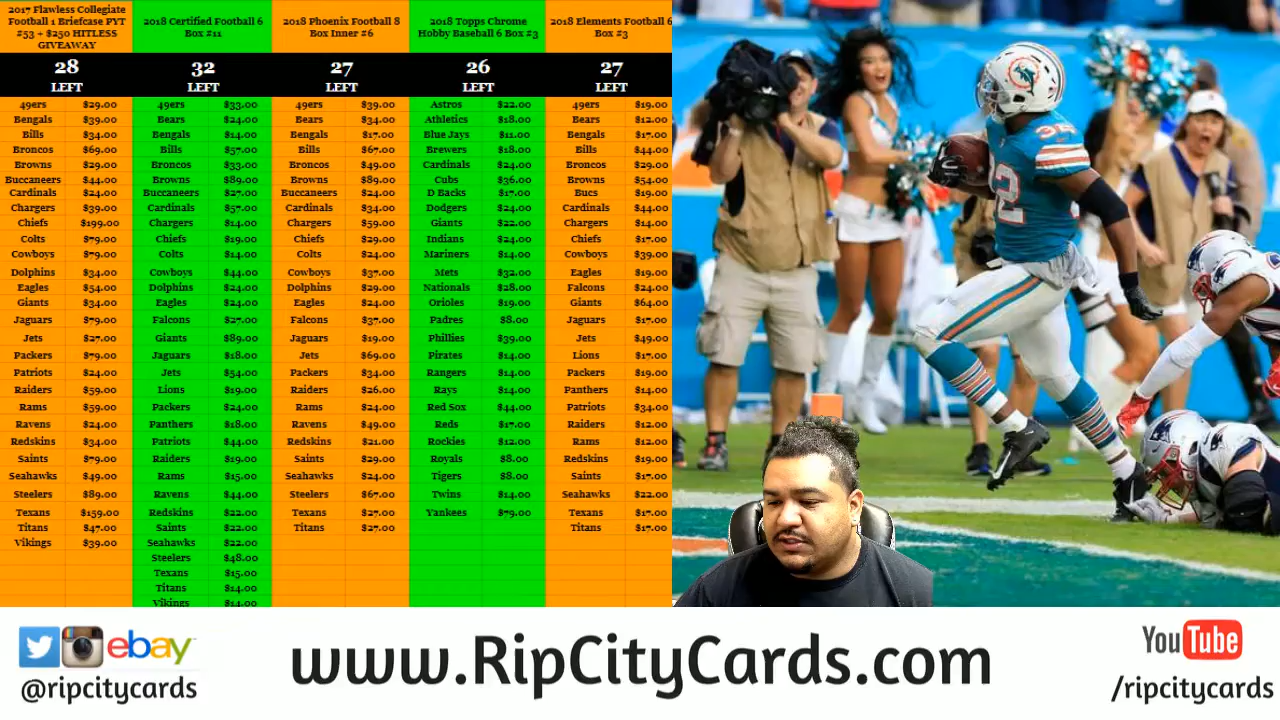 2017 Flawless Collegiate
Football 1 Briefcase PYT
#53 + $250 HITLESS
GIVEAWAY
28
LEFT
49ers $29.00
Bengals $39.00
Bills $34.00
Broncos $69.00
Browns $29.00
Buccaneers $44.00
Cardinals $24.00
Chargers $39.00
Chiefs $199.00
Colts $79.00
Cowboys $79.00
Dolphins $34.00
Eagles $54.00
Giants $34.00
Jaguars $79.00
Jets $27.00
Packers $79.00
Patriots $24.00
Raiders $59.00
Rams $59.00
Ravens $24.00
Redskins $34.00
Saints $79.00
Seahawks $49.00
Steelers $89.00
Texans $159.00
Titans $47.00
Vikings $39.00
2018 Certified Football 6
Box #11
32
LEFT
49ers $33.00
Bears $24.00
Bengals $14.00
Bills $57.00
Broncos $33.00
Browns $89.00
Buccaneers $27.00
Cardinals $57.00
Chargers $14.00
Chiefs $19.00
Colts $14.00
Cowboys $44.00
Dolphins $24.00
Eagles $24.00
Falcons $27.00
Giants $89.00
Jaguars $18.00
Jets $54.00
Lions $19.00
Packers $24.00
Panthers $18.00
Patriots $44.00
Raiders $19.00
Rams $15.00
Ravens $44.00
Redskins $22.00
Saints $22.00
Seahawks $22.00
Steelers $48.00
Texans $15.00
Titans $14.00
Vikings $14.00
2018 Phoenix Football 8
Box Inner #6
27
LEFT
49ers $39.00
Bears $34.00
Bengals $17.00
Bills $67.00
Broncos $49.00
Browns $89.00
Buccaneers $24.00
Cardinals $34.00
Chargers $59.00
Chiefs $29.00
Colts $24.00
Cowboys $37.00
Dolphins $29.00
Eagles $24.00
Falcons $37.00
Jaguars $19.00
Jets $69.00
Packers $34.00
Raiders $26.00
Rams $24.00
Ravens $49.00
Redskins $21.00
Saints $29.00
Seahawks $24.00
Steelers $67.00
Texans $27.00
Titans $27.00
2018 Topps Chrome
Hobby Baseball 6 Box #3
26
LEFT
Astros $22.00
Athletics $18.00
Blue Jays $11.00
Brewers $18.00
Cardinals $24.00
Cubs $36.00
D Backs $17.00
Dodgers $24.00
Giants $22.00
Indians $24.00
Mariners $14.00
Mets $32.00
Nationals $28.00
Orioles $19.00
Padres $8.00
Phillies $39.00
Pirates $14.00
Rangers $14.00
Rays $14.00
Red Sox $44.00
Reds $17.00
Rockies $12.00
Royals $8.00
Tigers $8.00
Twins $14.00
Yankees $79.00
2018 Elements Football 6
Box #3
27
LEFT
49ers $19.00
Bears $12.00
Bengals $17.00
Bills $44.00
Broncos $29.00
Browns $54.00
Bucs $19.00
Cardinals $44.00
Chargers $14.00
Chiefs $17.00
Cowboys $39.00
Eagles $19.00
Falcons $24.00
Giants $64.00
Jaguars $17.00
Jets $49.00
Lions $17.00
Packers $19.00
Panthers $14.00
Patriots $34.00
Raiders $12.00
Rams $12.00
Redskins $19.00
Saints $17.00
Seahawks $22.00
Texans $17.00
Titans $17.00
ebay
@ripcitycards
www.RipCityCards.com
YouTube
/ripcitycards